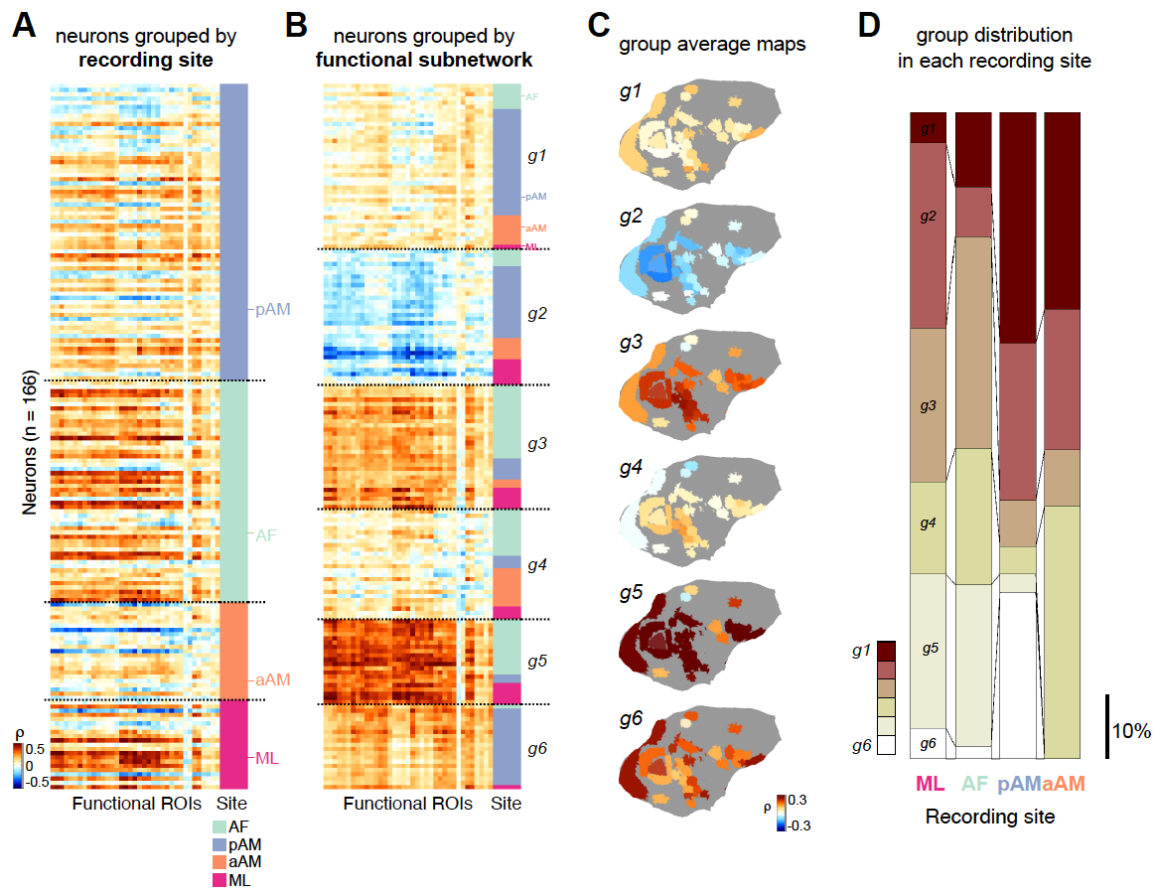 A
neurons grouped by
recording site
pAM
AF
aAM
ML
Neurons (n = 166)
ρ
0.5
0
-0.5
Functional ROIs
Site
AF
pAM
aAM
ML
B
neurons grouped by
functional subnetwork
AF
g1
pAM
aAM
ML
g2
g3
g4
g5
g6
Functional ROIs
Site
C
group average maps
g1
g2
g3
g4
g5
g6
ρ
0.3
-0.3
D
group distribution
in each recording site
g1
g2
g3
g4
g5
g6
g1
g6
10%
ML
AF
pAM
aAM
Recording site